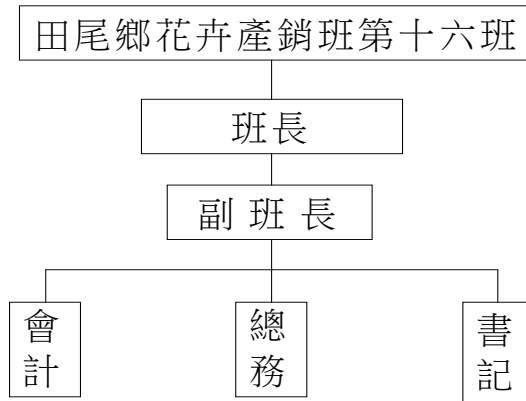 田尾鄉花卉產銷班第十六班
班長
副班長
會計
總務
書記